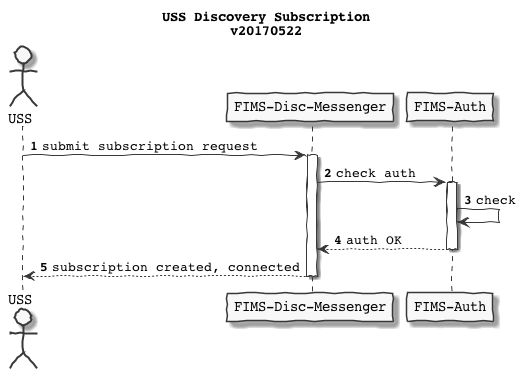 USS Discovery Subscription
v20170522
USS
FIMS-Disc-Messenger
FIMS-Auth
1 submit subscription request
2 check auth
3 check
4 auth OK
5 subscription created, connected
USS
FIMS-Disc-Messenger
FIMS-Auth